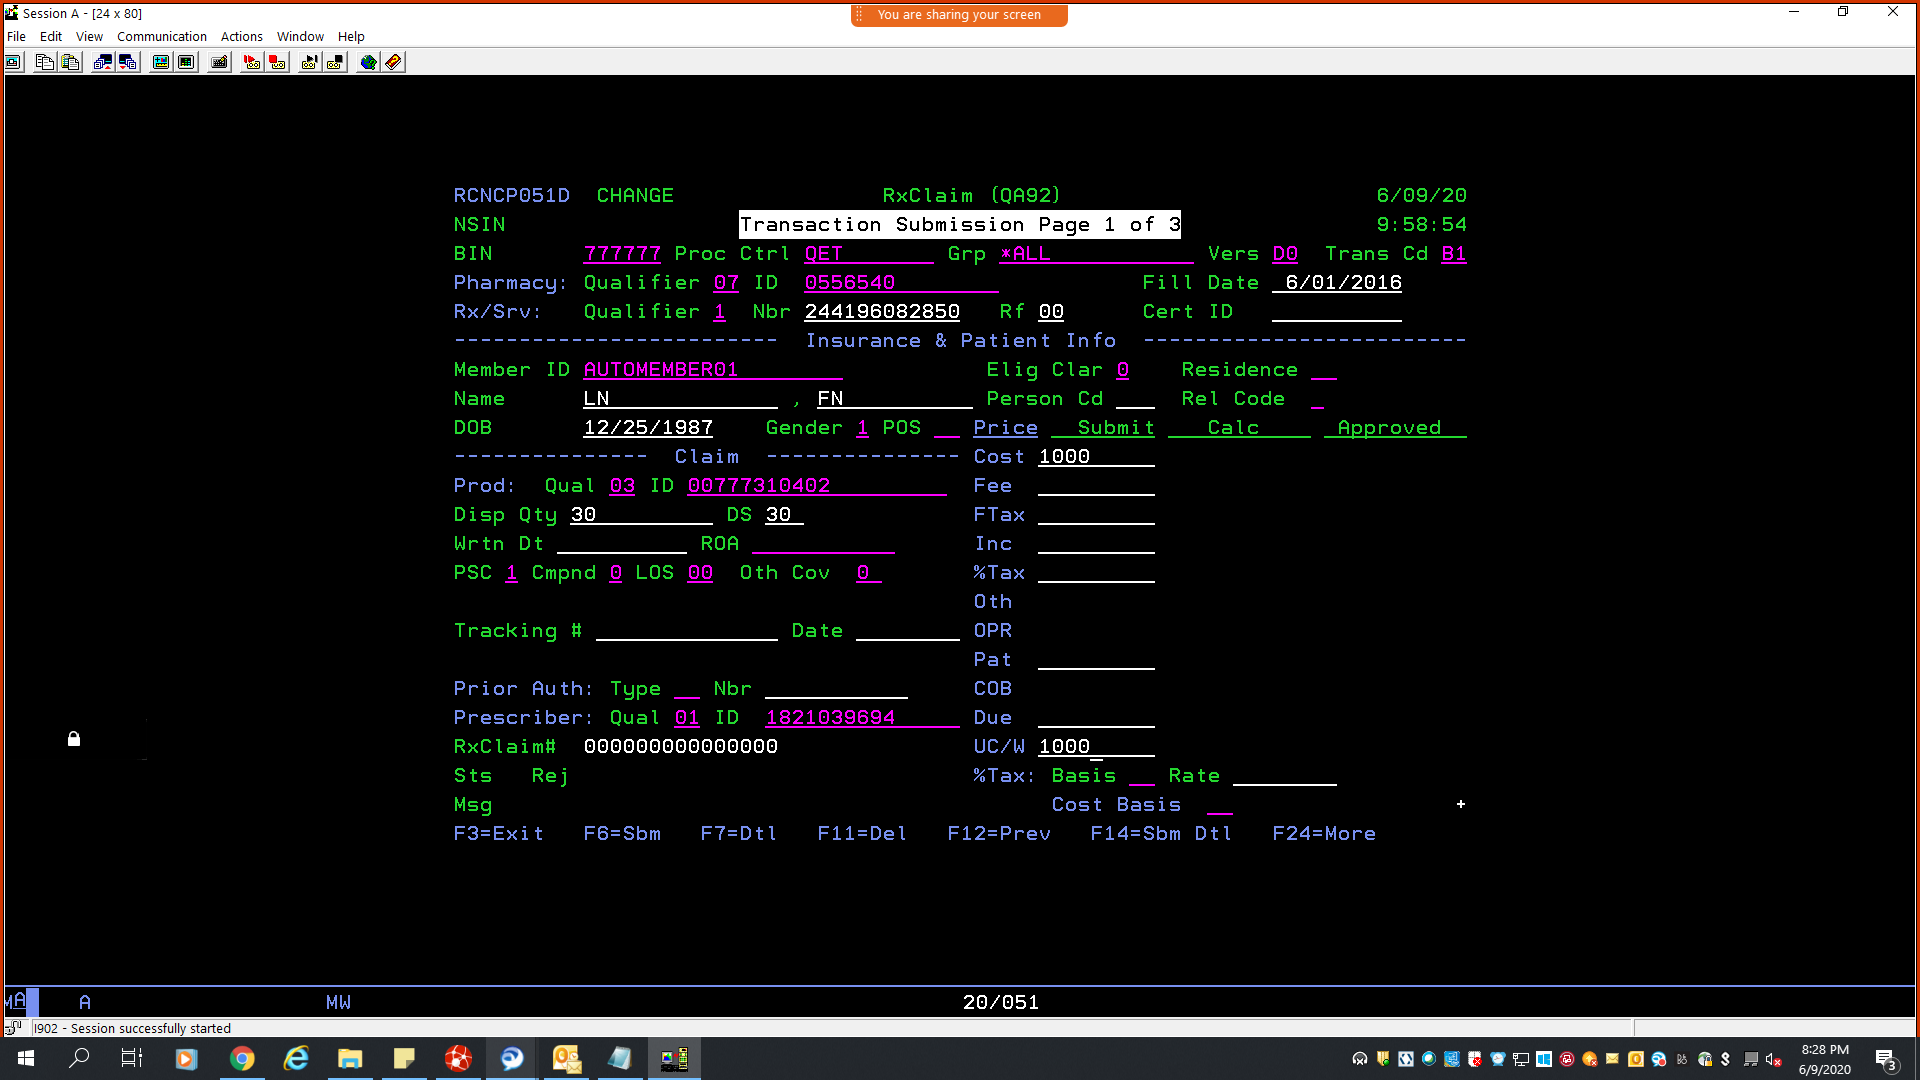 Session A - [24 x 80]
You are sharing your screen
File Edit View Communication Actions Window Help
RCNCP051D CHANGE RxClaim (QA92) 6/09/20
NSIN Transaction Submission Page 1 of 3 9:58:54
BIN 777777 Proc Ctrl QET Grp *ALL Vers D0 Trans Cd B1
Pharmacy: Qualifier 07 ID 0556540 Fill Date 6/01/2016
Rx/Srv: Qualifier 1 Nbr 244196082850 Rf 00 Cert ID
------------------------- Insurance & Patient Info -------------------------
Member ID AUTOMEMBER01 Elig Clar 0 Residence
Name LN , FN Person Cd Rel Code
DOB 12/25/1987 Gender 1 POS Price Submit Calc Approved
--------------- Claim --------------- Cost 1000
Prod: Qual 03 ID 00777310402 Fee
Disp Qty 30 DS 30 FTax
Wrtn Dt ROA Inc
PSC 1 Cmpnd 0 LOS 00 Oth Cov 0 %Tax
Oth
Tracking # Date OPR
Pat
Prior Auth: Type Nbr COB
Prescriber: Qual 01 ID 1821039694 Due
RxClaim# 000000000000000 UC/W 1000
Sts Rej %Tax: Basis Rate
Msg Cost Basis +
F3=Exit F6=Sbm F7=Dtl F11=Del F12=Prev F14=Sbm Dtl F24=More
MA A MW 20/051
I902 - Session successfully started
8:28 PM
6/9/2020
3